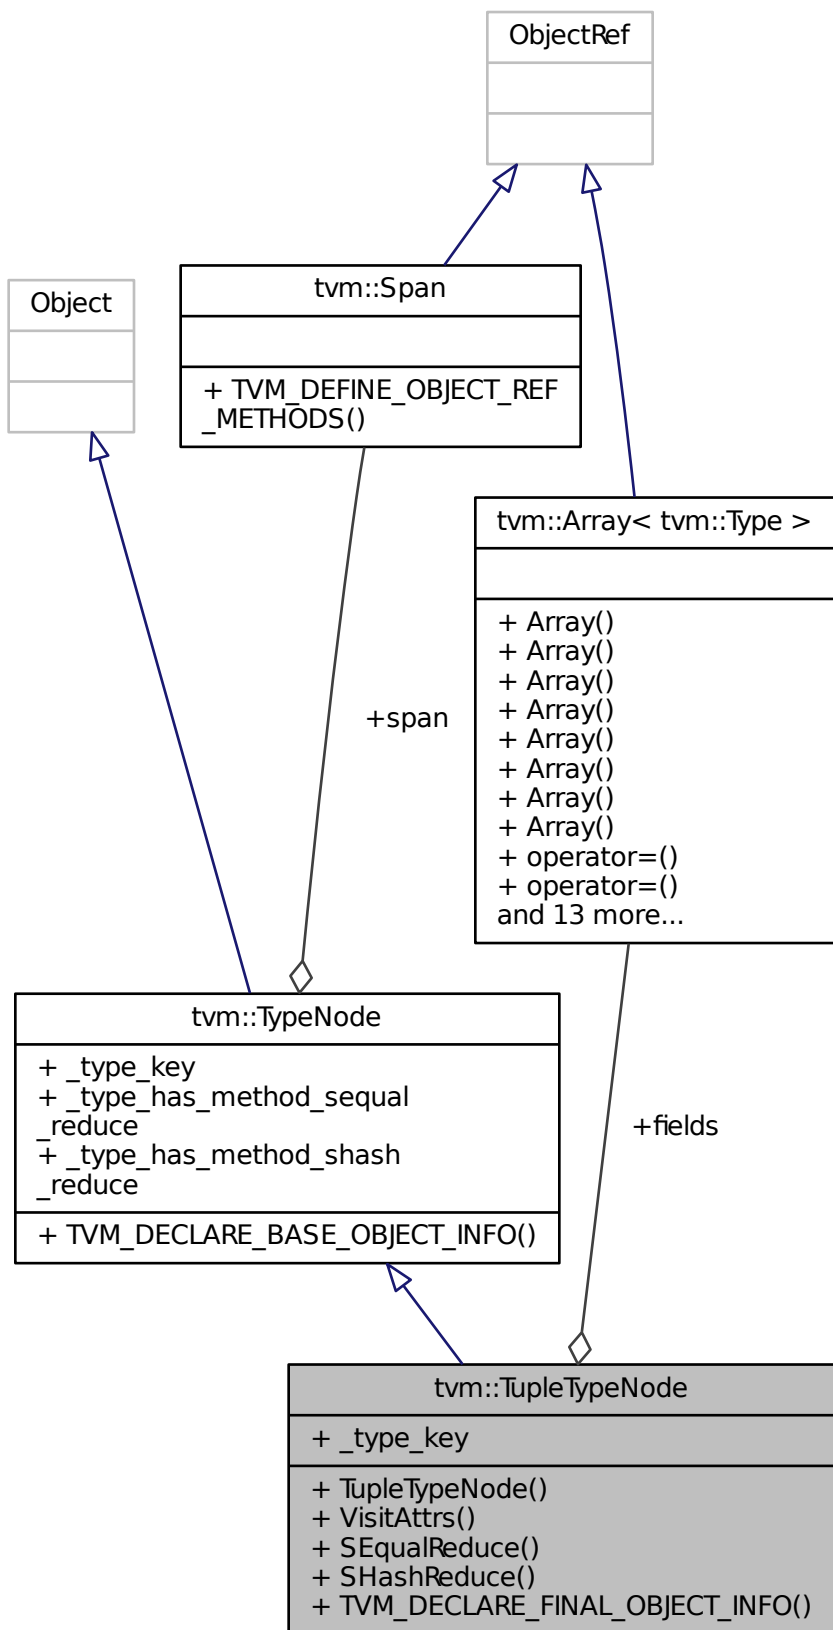 ObjectRef
tvm::Span
+ TVM_DEFINE_OBJECT_REF
_METHODS()
Object
tvm::Array< tvm::Type >
+ Array()
+ Array()
+ Array()
+ Array()
+ Array()
+ Array()
+ Array()
+ Array()
+ operator=()
+ operator=()
and 13 more...
+span
tvm::TypeNode
+ _type_key
+ _type_has_method_sequal
_reduce
+ _type_has_method_shash
_reduce
+ TVM_DECLARE_BASE_OBJECT_INFO()
+fields
tvm::TupleTypeNode
+ _type_key
+ TupleTypeNode()
+ VisitAttrs()
+ SEqualReduce()
+ SHashReduce()
+ TVM_DECLARE_FINAL_OBJECT_INFO()